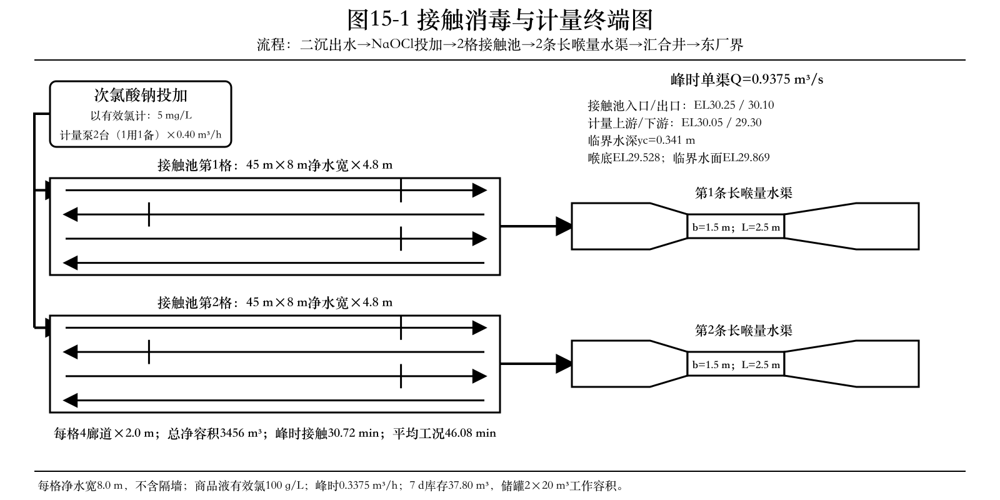 图15-1 接触消毒与计量终端图
流程：二沉出水→NaOCl投加→2格接触池→2条长喉量水渠→汇合井→东厂界
次氯酸钠投加
以有效氯计：5 mg/L
计量泵2台（1用1备）×0.40 m³/h
峰时单渠Q=0.9375 m³/s
接触池入口/出口：EL30.25 / 30.10
计量上游/下游：EL30.05 / 29.30
临界水深yc=0.341 m
喉底EL29.528；临界水面EL29.869
接触池第1格：45 m×8 m净水宽×4.8 m
第1条长喉量水渠
b=1.5 m；L=2.5 m
接触池第2格：45 m×8 m净水宽×4.8 m
第2条长喉量水渠
b=1.5 m；L=2.5 m
每格4廊道×2.0 m；总净容积3456 m³；峰时接触30.72 min；平均工况46.08 min
每格净水宽8.0 m，不含隔墙；商品液有效氯100 g/L；峰时0.3375 m³/h；7 d库存37.80 m³，储罐2×20 m³工作容积。